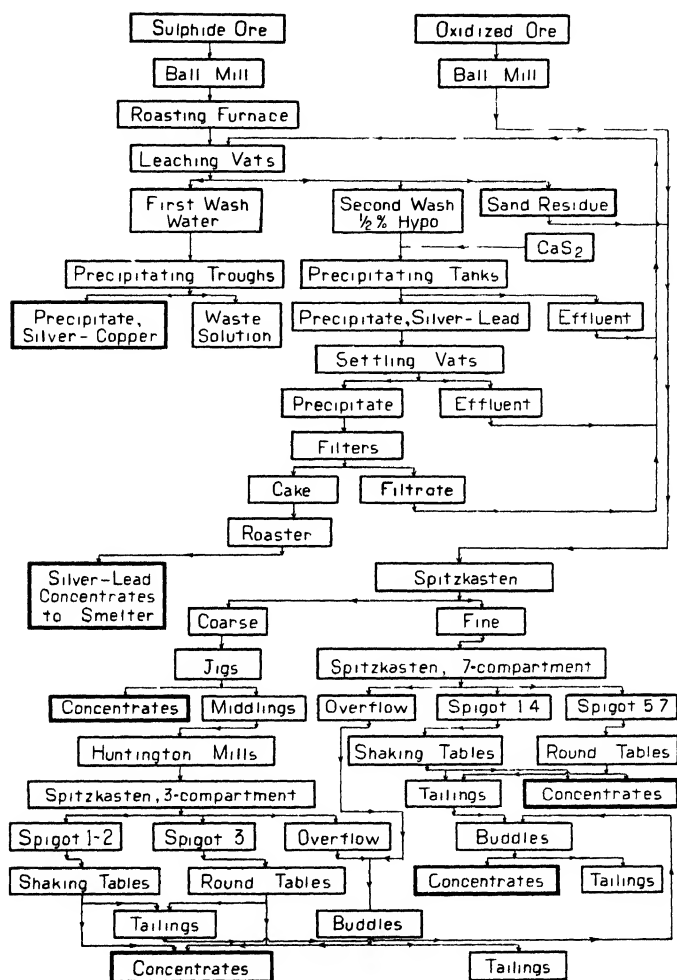 Sulphide Ore
Oxidized Ore
Ball Mill
Ball Mill
Roasting Furnace
Leaching Vats
First Wash
Water
Second Wash
½% Hypo
Sand Residue
CaS2
Precipitating Troughs
Precipitating Tanks
Precipitate,
Silver-Copper
Waste
Solution
Precipitate, Silver-Lead
Effluent
Settling Vats
Precipitate
Effluent
Filters
Cake
Filtrate
Roaster
Silver-Lead
Concentrates
to Smelter
Spitzkasten
Coarse
Fine
Jigs
Spitzkasten, 7-compartment
Concentrates
Middlings
Overflow
Spigot 1 4
Spigot 5 7
Huntington Mills
Shaking Tables
Round Tables
Spitzkasten, 3-compartment
Tailings
Concentrates
Spigot 1-2
Spigot 3
Overflow
Buddles
Shaking Tables
Round Tables
Concentrates
Tailings
Tailings
Buddles
Concentrates
Tailings